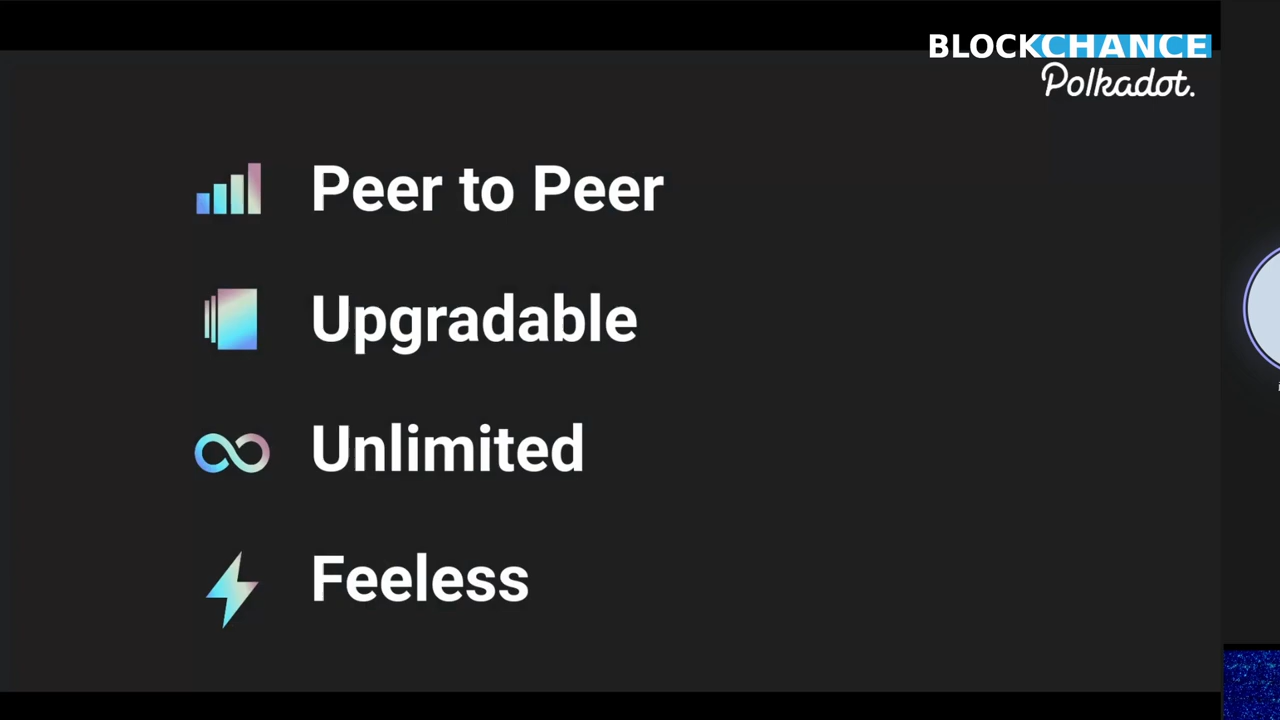 BLOCKCHANCE
Polkadot.
Peer to Peer
Upgradable
Unlimited
Feeless